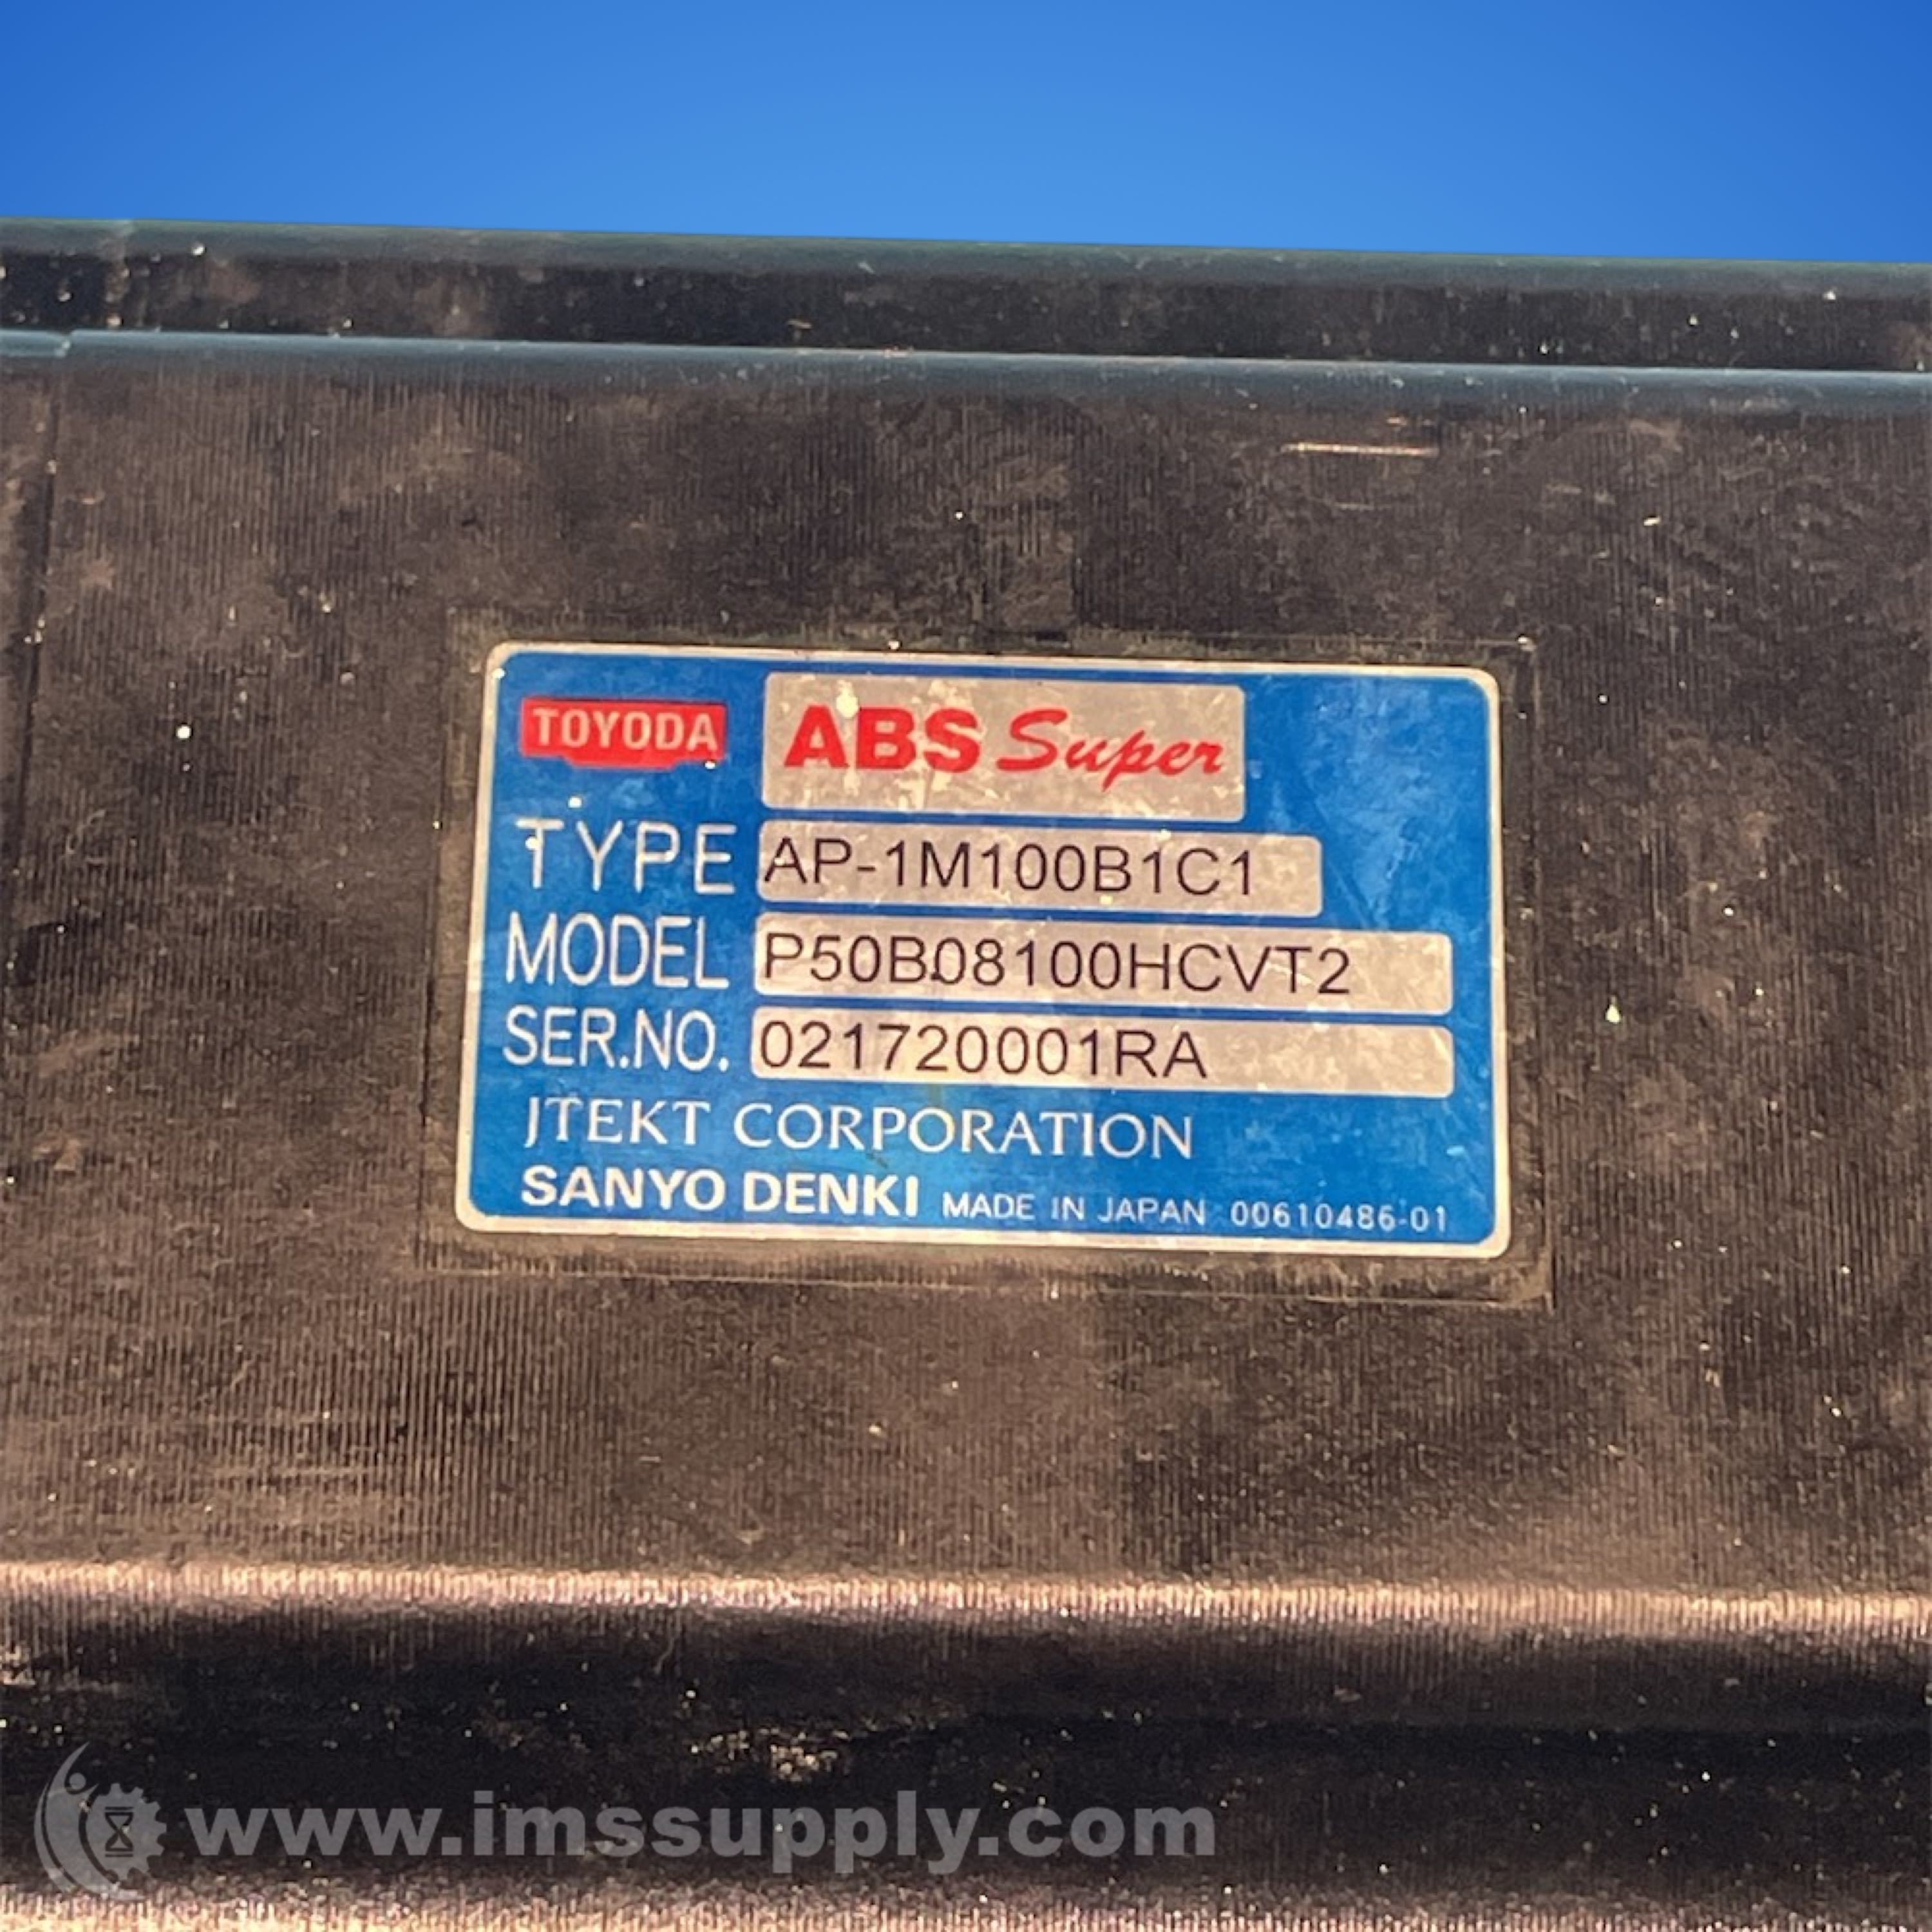 TOYODA ABS Super
TYPE AP-1M100B1C1
MODEL P50B08100HCVT2
SER.NO. 021720001RA
JTEKT CORPORATION
SANYO DENKI MADE IN JAPAN 00610486-01
www.imssupply.com